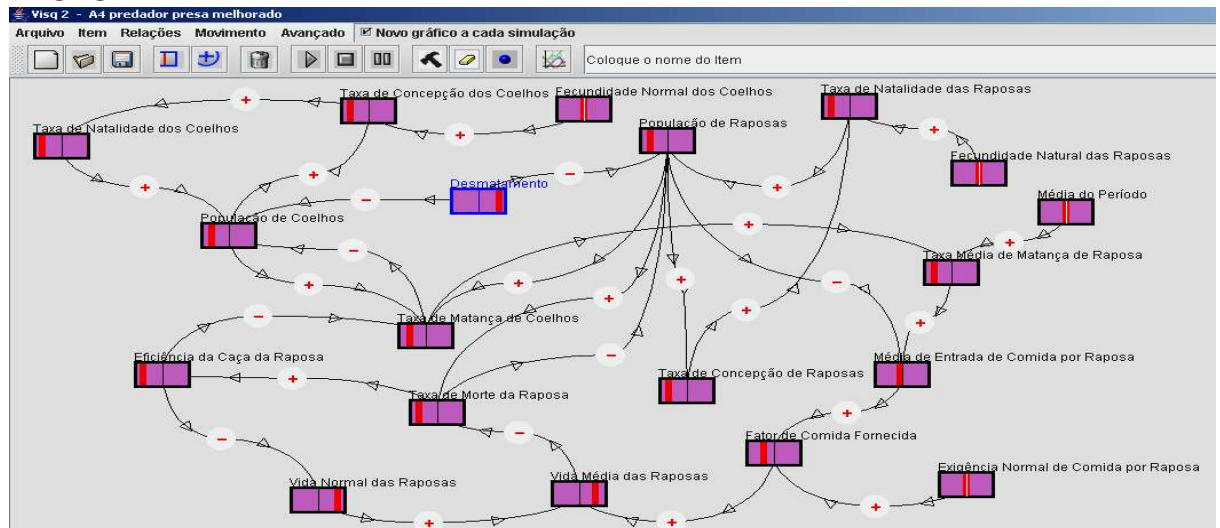 Visq 2 - A4 predador presa melhorado
Arquivo Item Relações Movimento Avançado Novo gráfico a cada simulação
Coloque o nome do Item
Taxa de Concepção dos Coelhos
Fecundidade Normal dos Coelhos
Taxa de Natalidade das Raposas
Taxa de Natalidade dos Coelhos
População de Raposas
Fecundidade Natural das Raposas
Desmatamento
Média do Período
População de Coelhos
Taxa Média de Matança de Raposa
Taxa de Matança de Coelhos
Eficiência da Caça da Raposa
Média de Entrada de Comida por Raposa
Taxa de Concepção de Raposas
Taxa de Morte da Raposa
Fator de Comida Fornecida
Exigência Normal de Comida por Raposa
Vida Normal das Raposas
Vida Média das Raposas